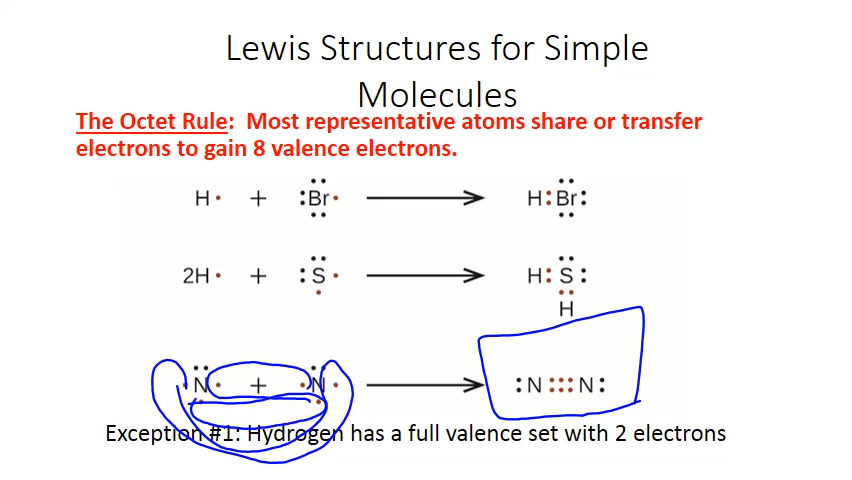 Lewis Structures for Simple
Molecules
The Octet Rule: Most representative atoms share or transfer
electrons to gain 8 valence electrons.
H· + :Br· H:Br:
2H· + :S· H:S:
H
·N· + ·N· :N:::N:
Exception #1: Hydrogen has a full valence set with 2 electrons